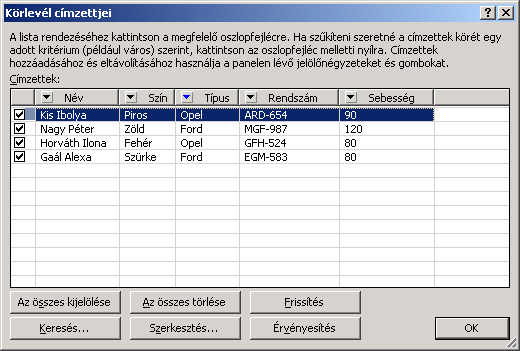 Körlevél címzettjei
A lista rendezéséhez kattintson a megfelelő oszlopfejlécre. Ha szűkíteni szeretné a címzettek körét egy
adott kritérium (például város) szerint, kattintson az oszlopfejléc melletti nyílra. Címzettek
hozzáadásához és eltávolításához használja a panelen lévő jelölőnégyzeteket és gombokat.
Címzettek:
Név Szín Típus Rendszám Sebesség
Kis Ibolya Piros Opel ARD-654 90
Nagy Péter Zöld Ford MGF-987 120
Horváth Ilona Fehér Opel GFH-524 80
Gaál Alexa Szürke Ford EGM-583 80
Az összes kijelölése Az összes törlése Frissítés
Keresés... Szerkesztés... Érvényesítés OK